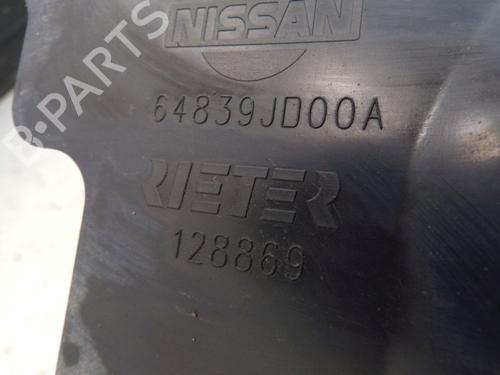 B-PARTS
NISSAN
64839JD00A
RIETER
128869